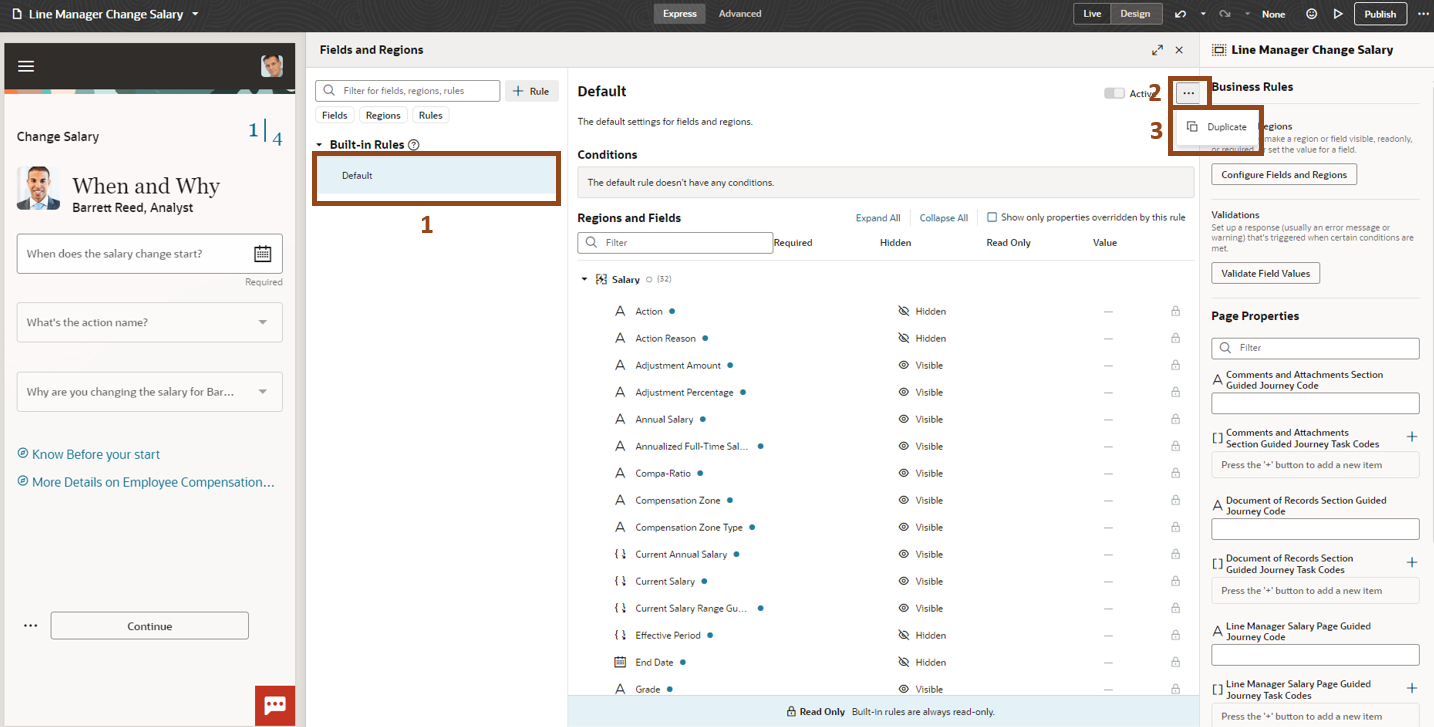 Line Manager Change Salary
Express
Advanced
Live
Design
None
Publish
Change Salary
1
4
When and Why
Barrett Reed, Analyst
When does the salary change start?
Required
What's the action name?
Why are you changing the salary for Bar...
Know Before your start
More Details on Employee Compensation...
Continue
Fields and Regions
Filter for fields, regions, rules
Rule
Fields
Regions
Rules
Built-in Rules
Default
1
Default
Active
2
3
Duplicate
The default settings for fields and regions.
Conditions
The default rule doesn't have any conditions.
Regions and Fields
Expand All
Collapse All
Show only properties overridden by this rule
Filter
Required
Hidden
Read Only
Value
Salary
(32)
Action
Hidden
—
Action Reason
Hidden
—
Adjustment Amount
Visible
—
Adjustment Percentage
Visible
—
Annual Salary
Visible
—
Annualized Full-Time Sal...
Visible
—
Compa-Ratio
Visible
—
Compensation Zone
Visible
—
Compensation Zone Type
Visible
—
Current Annual Salary
Visible
—
Current Salary
Visible
—
Current Salary Range Gu...
Visible
—
Effective Period
Hidden
—
End Date
Hidden
—
Grade
Visible
—
Read Only Built-in rules are always read-only.
Line Manager Change Salary
Business Rules
egions
make a region or field visible, readonly,
or required, or set the value for a field.
Configure Fields and Regions
Validations
Set up a response (usually an error message or
warning) that's triggered when certain conditions are
met.
Validate Field Values
Page Properties
Filter
Comments and Attachments Section
Guided Journey Code
Comments and Attachments
Section Guided Journey Task Codes
Press the '+' button to add a new item
Document of Records Section Guided
Journey Code
Document of Records Section
Guided Journey Task Codes
Press the '+' button to add a new item
Line Manager Salary Page Guided
Journey Code
Line Manager Salary Page Guided
Journey Task Codes
Press the '+' button to add a new item